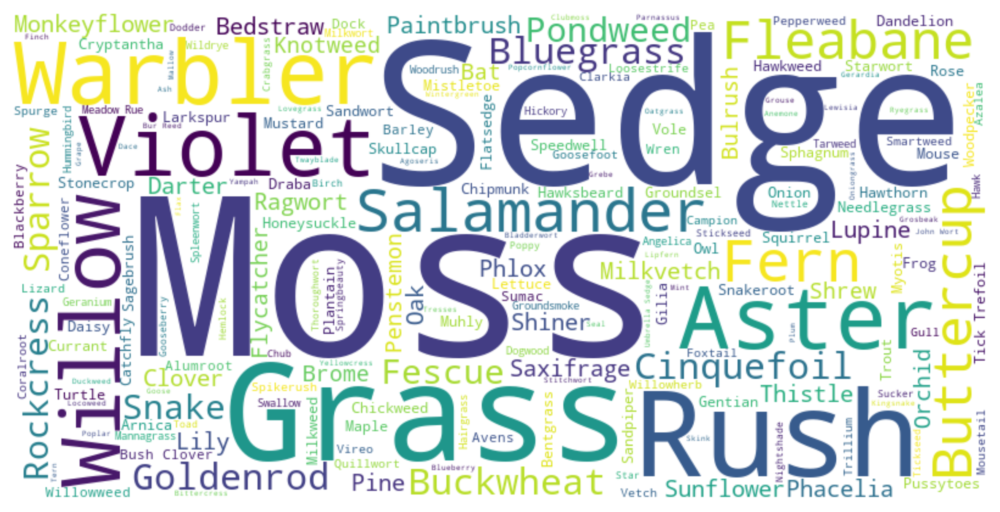 Monkeyflower
Dodder
Bedstraw
Dock
Milkwort
Paintbrush
Pondweed
Clubmoss
Parnassus
Pea
Fleabane
Pepperweed
Dandelion
Finch
Warbler
Cryptantha
Wildrye
Knotweed
Mallow
Ash
Crabgrass
Sedge
Bluegrass
Woodrush
Bat
Popcornflower
Loosestrife
Clarkia
Mistletoe
Wintergreen
Bulrush
Hawkweed
Starwort
Gerardia
Rose
Woodpecker
Azalea
Spurge
Hummingbird
Meadow Rue
Larkspur
Bur Reed
Violet
Lovegrass
Sandwort
Mustard
Barley
Skullcap
Flatsedge
Hickory
Oatgrass
Vole
Speedwell
Goosefoot
Wren
Grouse
Anemone
Lewisia
Ryegrass
Tarweed
Smartweed
Sphagnum
Mouse
Sparrow
Grape
Dace
Twayblade
Agoseris
Grebe
Oniongrass
Hawk
Blackberry
Stonecrop
Darter
Yampah
Draba
Birch
Chipmunk
Hawksbeard
Groundsel
Onion
Nettle
Hawthorn
Needlegrass
Buttercup
Coneflower
Willow
Moss
Flax
Spleenwort
Ragwort
Honeysuckle
Salamander
Campion
Grosbeak
Stickseed
Lupine
John Wort
Sagebrush
Flycatcher
Penstemon
Bladderwort
Poppy
Angelica
Owl
Squirrel
Lipfern
Fern
Myotis
Frog
Tick Trefoil
Lizard
Geranium
Gooseberry
Hemlock
Thoroughwort
Plantain
Springbeauty
Oak
Phlox
Lettuce
Sumac
Milkvetch
Mint
Snakeroot
Shrew
Rockcress
Daisy
Catchfly
Tresses
Groundsmoke
Muhly
Shiner
Seal
Umbrella Sedge
Gilia
Aster
Plum
Gull
Coralroot
Currant
Chub
Dogwood
Foxtail
Trout
Orchid
Alumroot
Yellowcress
Clover
Brome
Fescue
Saxifrage
Cinquefoil
Duckweed
Goose
Spikerush
Stitchwort
Willowherb
Turtle
Locoweed
Snake
Swallow
Grass
Milkweed
Chickweed
Hairgrass
Bentgrass
Sandpiper
Rush
Gentian
Thistle
Sucker
Kingsnake
Arnica
Toad
Poplar
Mannagrass
Lily
Maple
Avens
Skink
Nightshade
Trillium
Tickseed
Mousetail
Bush Clover
Vireo
Quillwort
Blueberry
Tern
Goldenrod
Pine
Buckwheat
Star
Willowweed
Bittercress
Vetch
Sunflower
Phacelia
Pussytoes